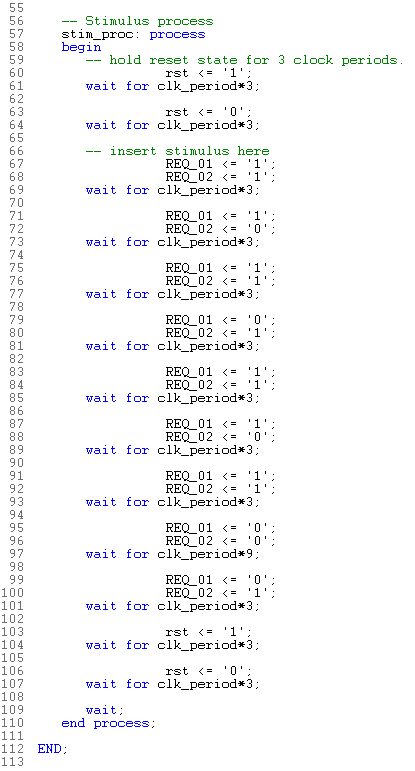 55
56 -- Stimulus process
57 stim_proc: process
58 begin
59 -- hold reset state for 3 clock periods.
60 rst <= '1';
61 wait for clk_period*3;
62
63 rst <= '0';
64 wait for clk_period*3;
65
66 -- insert stimulus here
67 REQ_01 <= '1';
68 REQ_02 <= '1';
69 wait for clk_period*3;
70
71 REQ_01 <= '1';
72 REQ_02 <= '0';
73 wait for clk_period*3;
74
75 REQ_01 <= '1';
76 REQ_02 <= '1';
77 wait for clk_period*3;
78
79 REQ_01 <= '0';
80 REQ_02 <= '1';
81 wait for clk_period*3;
82
83 REQ_01 <= '1';
84 REQ_02 <= '1';
85 wait for clk_period*3;
86
87 REQ_01 <= '1';
88 REQ_02 <= '0';
89 wait for clk_period*3;
90
91 REQ_01 <= '1';
92 REQ_02 <= '1';
93 wait for clk_period*3;
94
95 REQ_01 <= '0';
96 REQ_02 <= '0';
97 wait for clk_period*9;
98
99 REQ_01 <= '0';
100 REQ_02 <= '1';
101 wait for clk_period*3;
102
103 rst <= '1';
104 wait for clk_period*3;
105
106 rst <= '0';
107 wait for clk_period*3;
108
109 wait;
110 end process;
111
112 END;
113